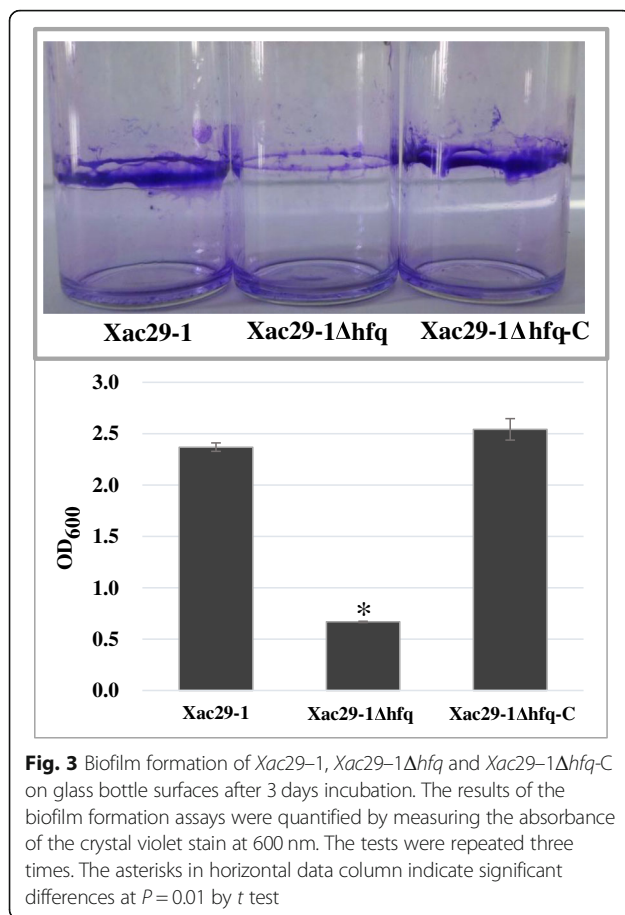 Xac29-1 Xac29-1Δhfq Xac29-1Δhfq-C
3.0
2.5
2.0
1.5
1.0
0.5
0.0
OD600
*
Xac29-1 Xac29-1Δhfq Xac29-1Δhfq-C
Fig. 3 Biofilm formation of Xac29–1, Xac29–1Δhfq and Xac29–1Δhfq-C
on glass bottle surfaces after 3 days incubation. The results of the
biofilm formation assays were quantified by measuring the absorbance
of the crystal violet stain at 600 nm. The tests were repeated three
times. The asterisks in horizontal data column indicate significant
differences at P = 0.01 by t test